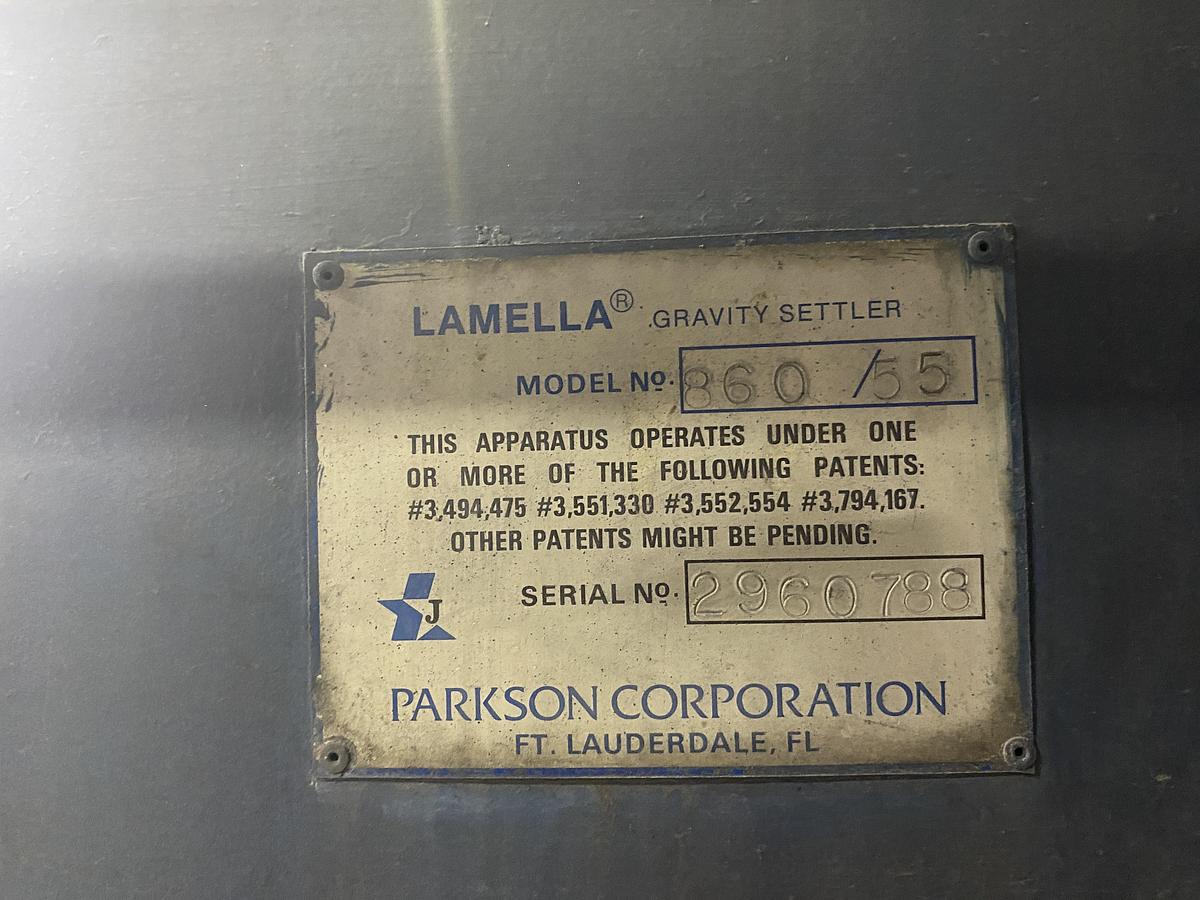 LAMELLA® GRAVITY SETTLER
MODEL Nº. 860 /55
THIS APPARATUS OPERATES UNDER ONE
OR MORE OF THE FOLLOWING PATENTS:
#3,494,475 #3,551,330 #3,552,554 #3,794,167.
OTHER PATENTS MIGHT BE PENDING.
J
SERIAL Nº. 2960788
PARKSON CORPORATION
FT. LAUDERDALE, FL